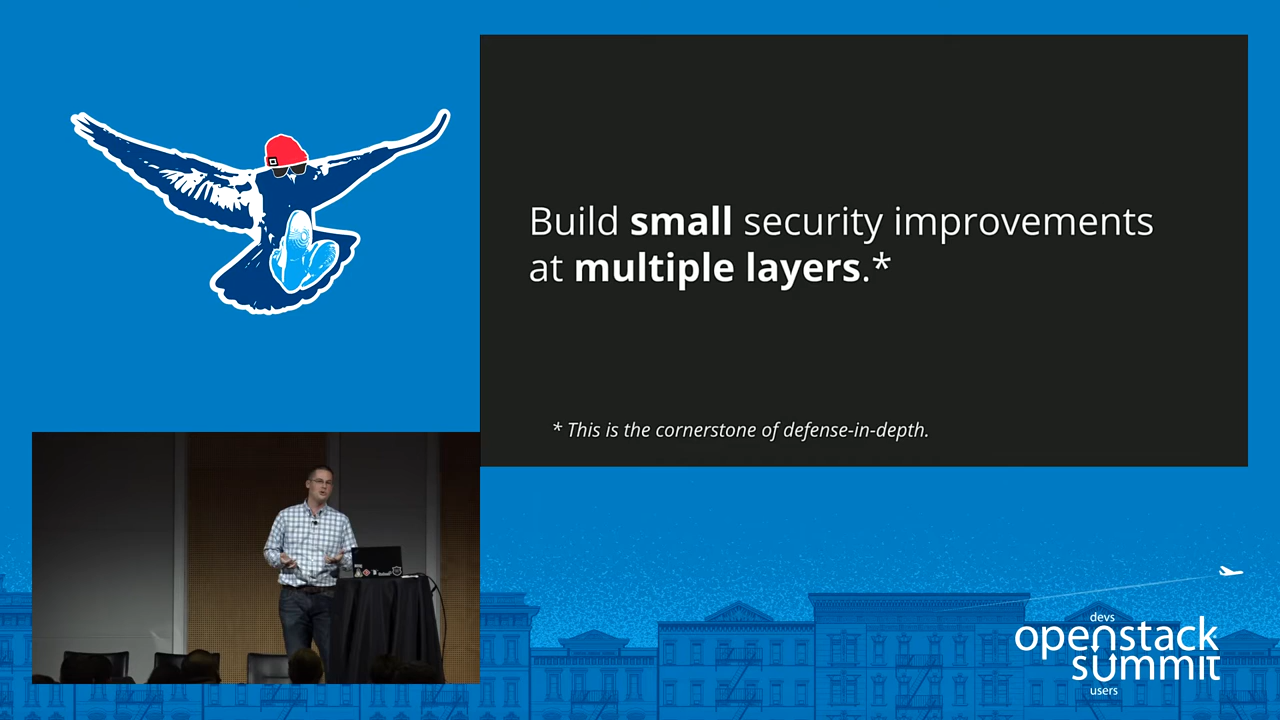 Build small security improvements
at multiple layers.*
* This is the cornerstone of defense-in-depth.
devs
openstack
summit
users